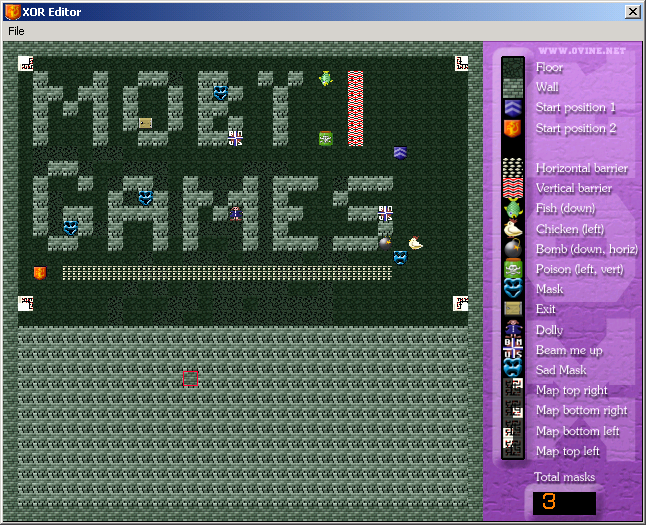 XOR Editor
File
WWW.OVINE.NET
MOBY
GAMES
Floor
Wall
Start position 1
Start position 2
Horizontal barrier
Vertical barrier
Fish (down)
Chicken (left)
Bomb (down, horiz)
Poison (left, vert)
Mask
Exit
Dolly
Beam me up
Sad Mask
Map top right
Map bottom right
Map bottom left
Map top left
Total masks
3